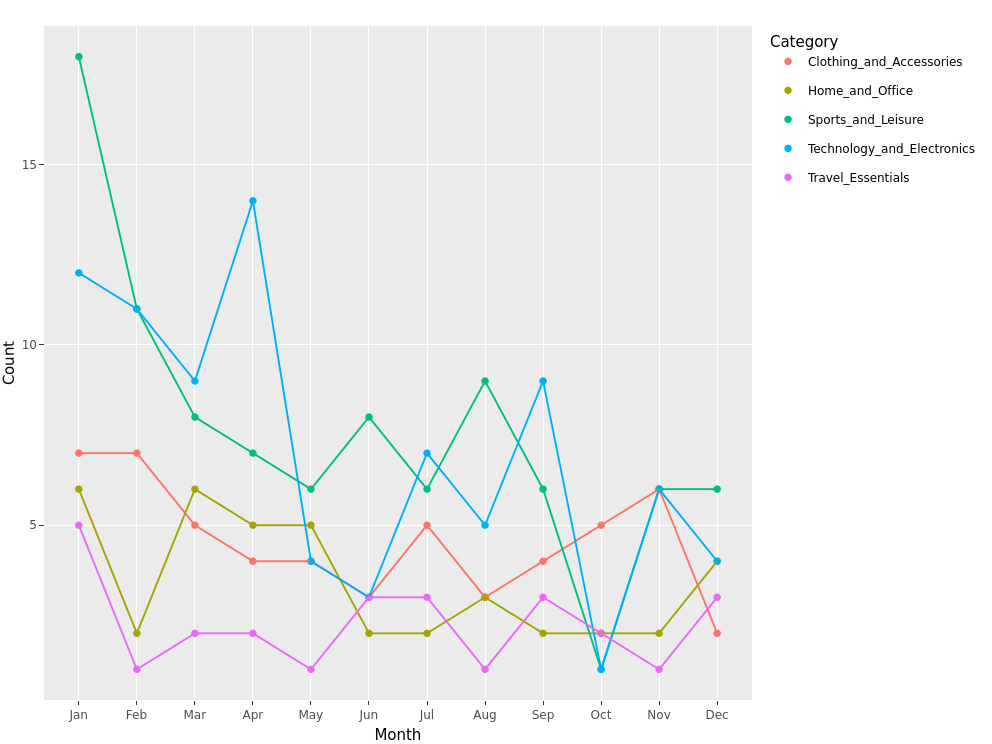 Category
Clothing_and_Accessories
Home_and_Office
Sports_and_Leisure
Technology_and_Electronics
Travel_Essentials
15
10
5
Count
Jan Feb Mar Apr May Jun Jul Aug Sep Oct Nov Dec
Month